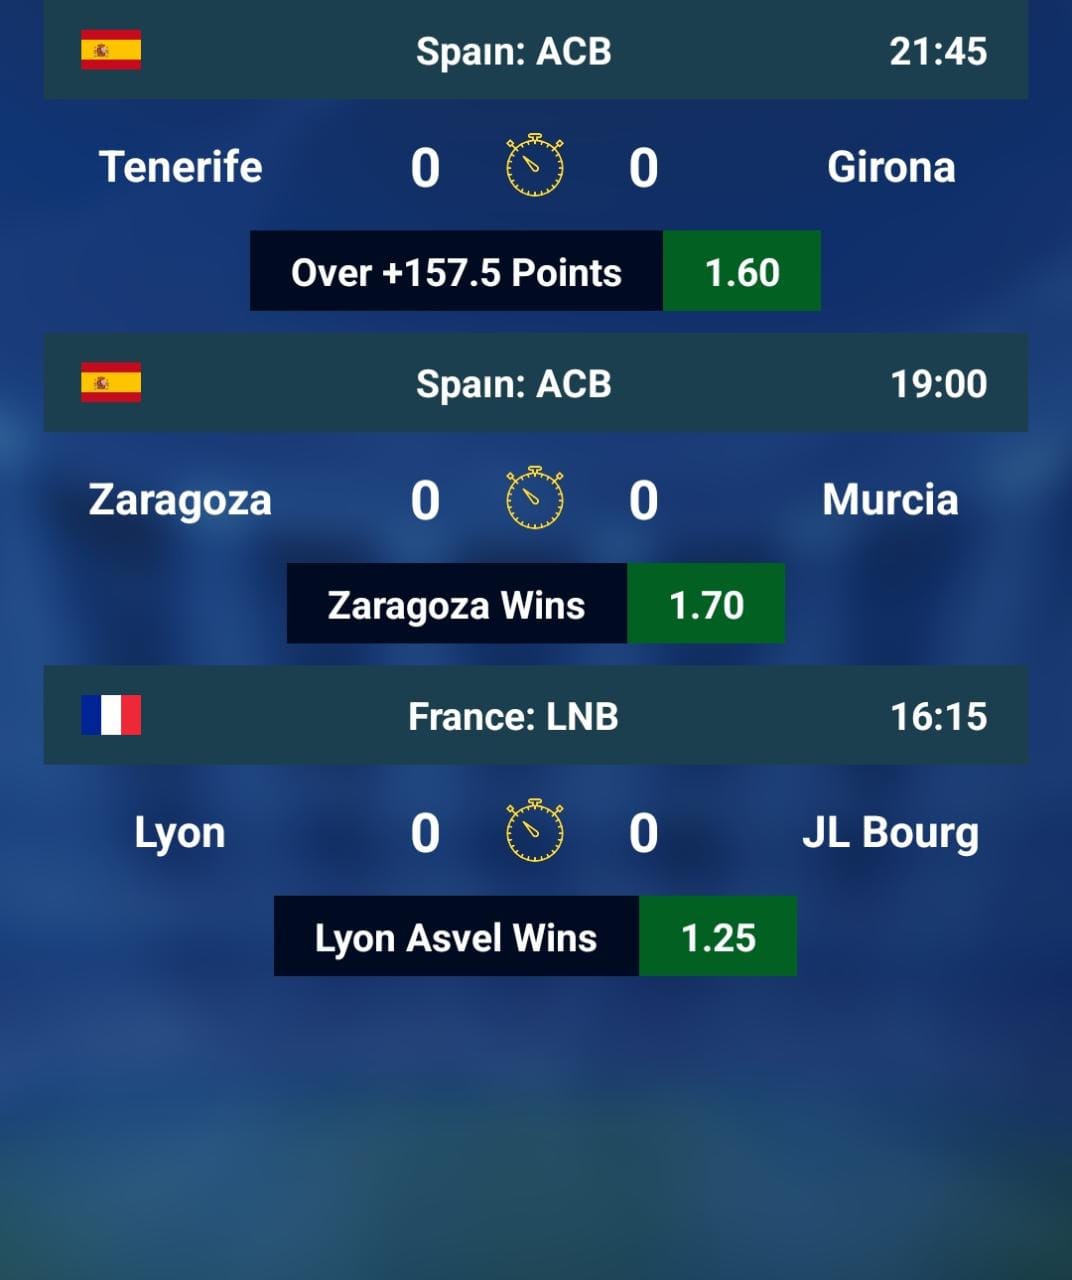 Spaın: ACB 21:45
Tenerife 0 0 Girona
Over +157.5 Points 1.60
Spaın: ACB 19:00
Zaragoza 0 0 Murcia
Zaragoza Wins 1.70
France: LNB 16:15
Lyon 0 0 JL Bourg
Lyon Asvel Wins 1.25